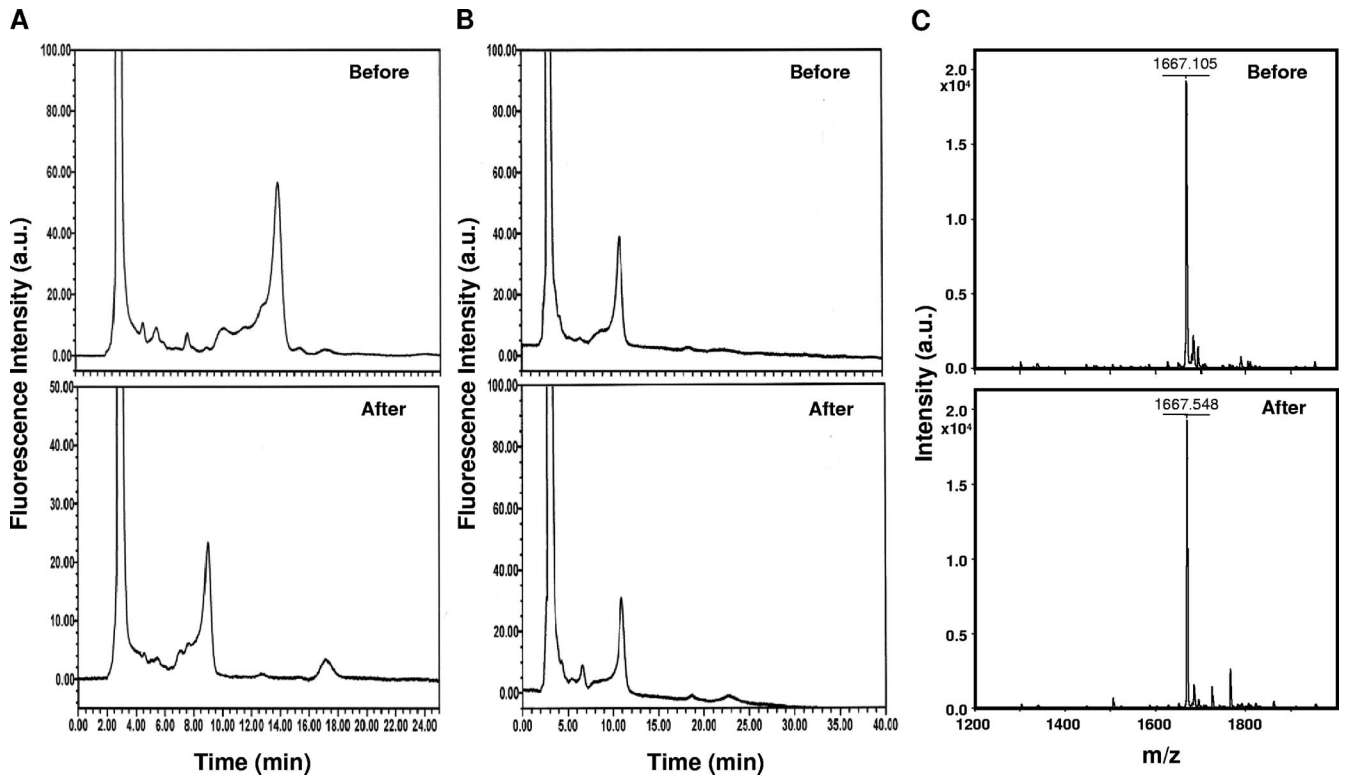 A
B
C
Fluorescence Intensity (a.u.)
100.00
80.00
60.00
40.00
20.00
0.00
Before
50.00
40.00
30.00
20.00
10.00
0.00
After
0.00 2.00 4.00 6.00 8.00 10.00 12.00 14.00 16.00 18.00 20.00 22.00 24.00
Time (min)
Fluorescence Intensity (a.u.)
100.00
80.00
60.00
40.00
20.00
0.00
Before
100.00
80.00
60.00
40.00
20.00
0.00
After
0.00 5.00 10.00 15.00 20.00 25.00 30.00 35.00 40.00
Time (min)
Intensity (a.u.)
2.0
x10⁴
1.5
1.0
0.5
0.0
1667.105
Before
2.0
x10⁴
1.5
1.0
0.5
0.0
1667.548
After
1200 1400 1600 1800
m/z